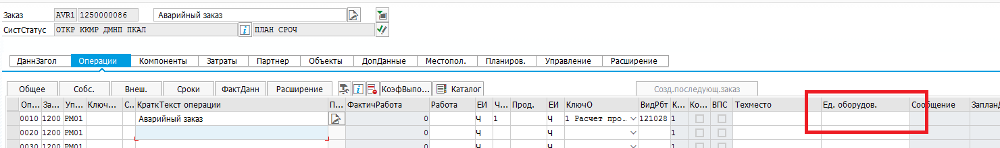 Заказ AVR1 1250000086 Аварийный заказ
СистСтатус ОТКР ККМР ДМНП ПКАЛ ПЛАН СРОЧ
ДаннЗагол Операции Компоненты Затраты Партнер Объекты ДопДанные Местопол. Планиров. Управление Расширение
Общее Собс. Внеш. Сроки ФактДанн Расширение КоэфВыпо... Каталог Созд.последующ.заказ
Оп... За... Уп... Ключ... С... КраткТекст операции П... ФактичРабота Работа ЕИ Ч... Прод. ЕИ КлючО ВидРбт К... Ко... ВПС Техместо Ед. оборудов. Сообщение Заплан
0010 1200 PM01 Аварийный заказ 0 Ч 1 Ч 1 Расчет про... 121028 1
0020 1200 PM01 0 Ч Ч 1
0030 1200 PM01 0 Ч Ч 1